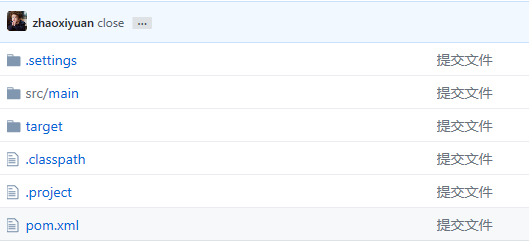 zhaoxiyuan close ...
.settings 提交文件
src/main 提交文件
target 提交文件
.classpath 提交文件
.project 提交文件
pom.xml 提交文件